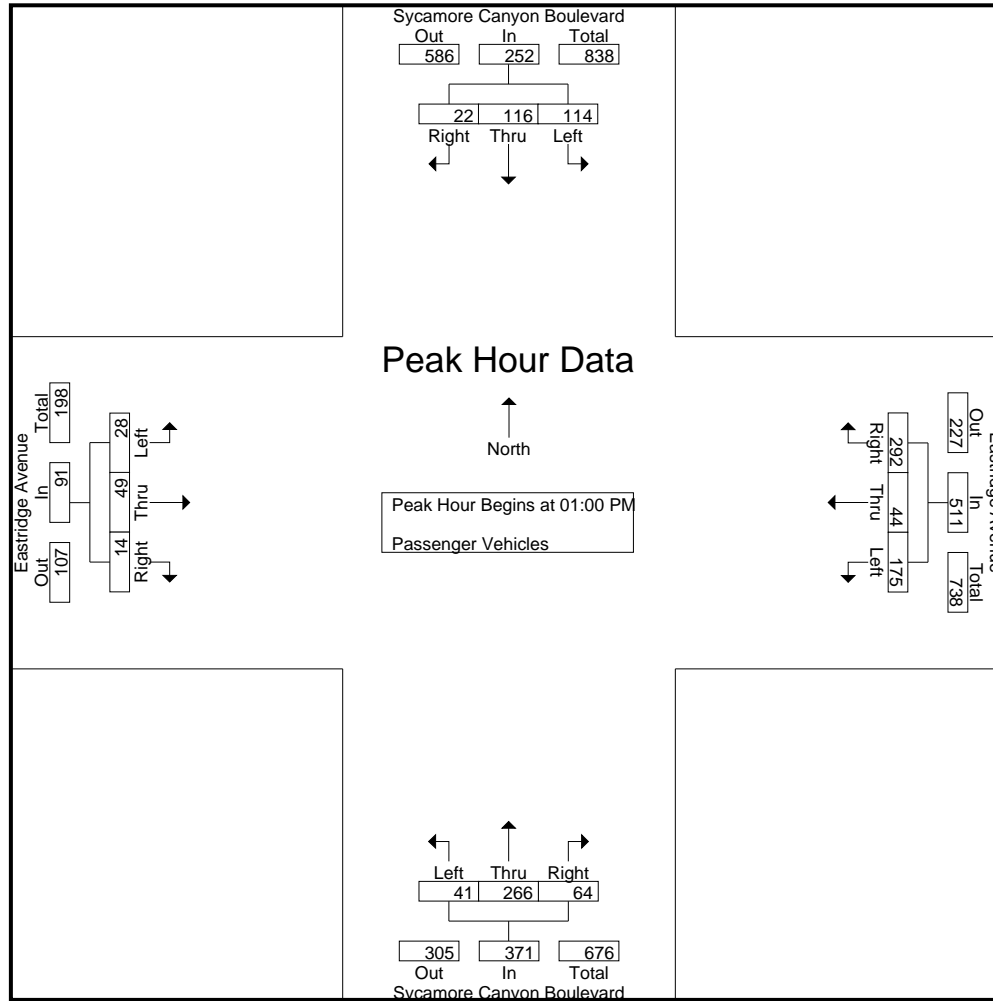 Sycamore Canyon Boulevard
Out In Total
586 252 838
22 116 114
Right Thru Left
Peak Hour Data
North
Peak Hour Begins at 01:00 PM
Passenger Vehicles
Eastridge Avenue
Total In Out
198 91 107
28 49 14
Left Thru Right
Right Thru Left
292 44 175
Out In Total
227 511 738
Left Thru Right
41 266 64
305 371 676
Out In Total
Sycamore Canyon Boulevard